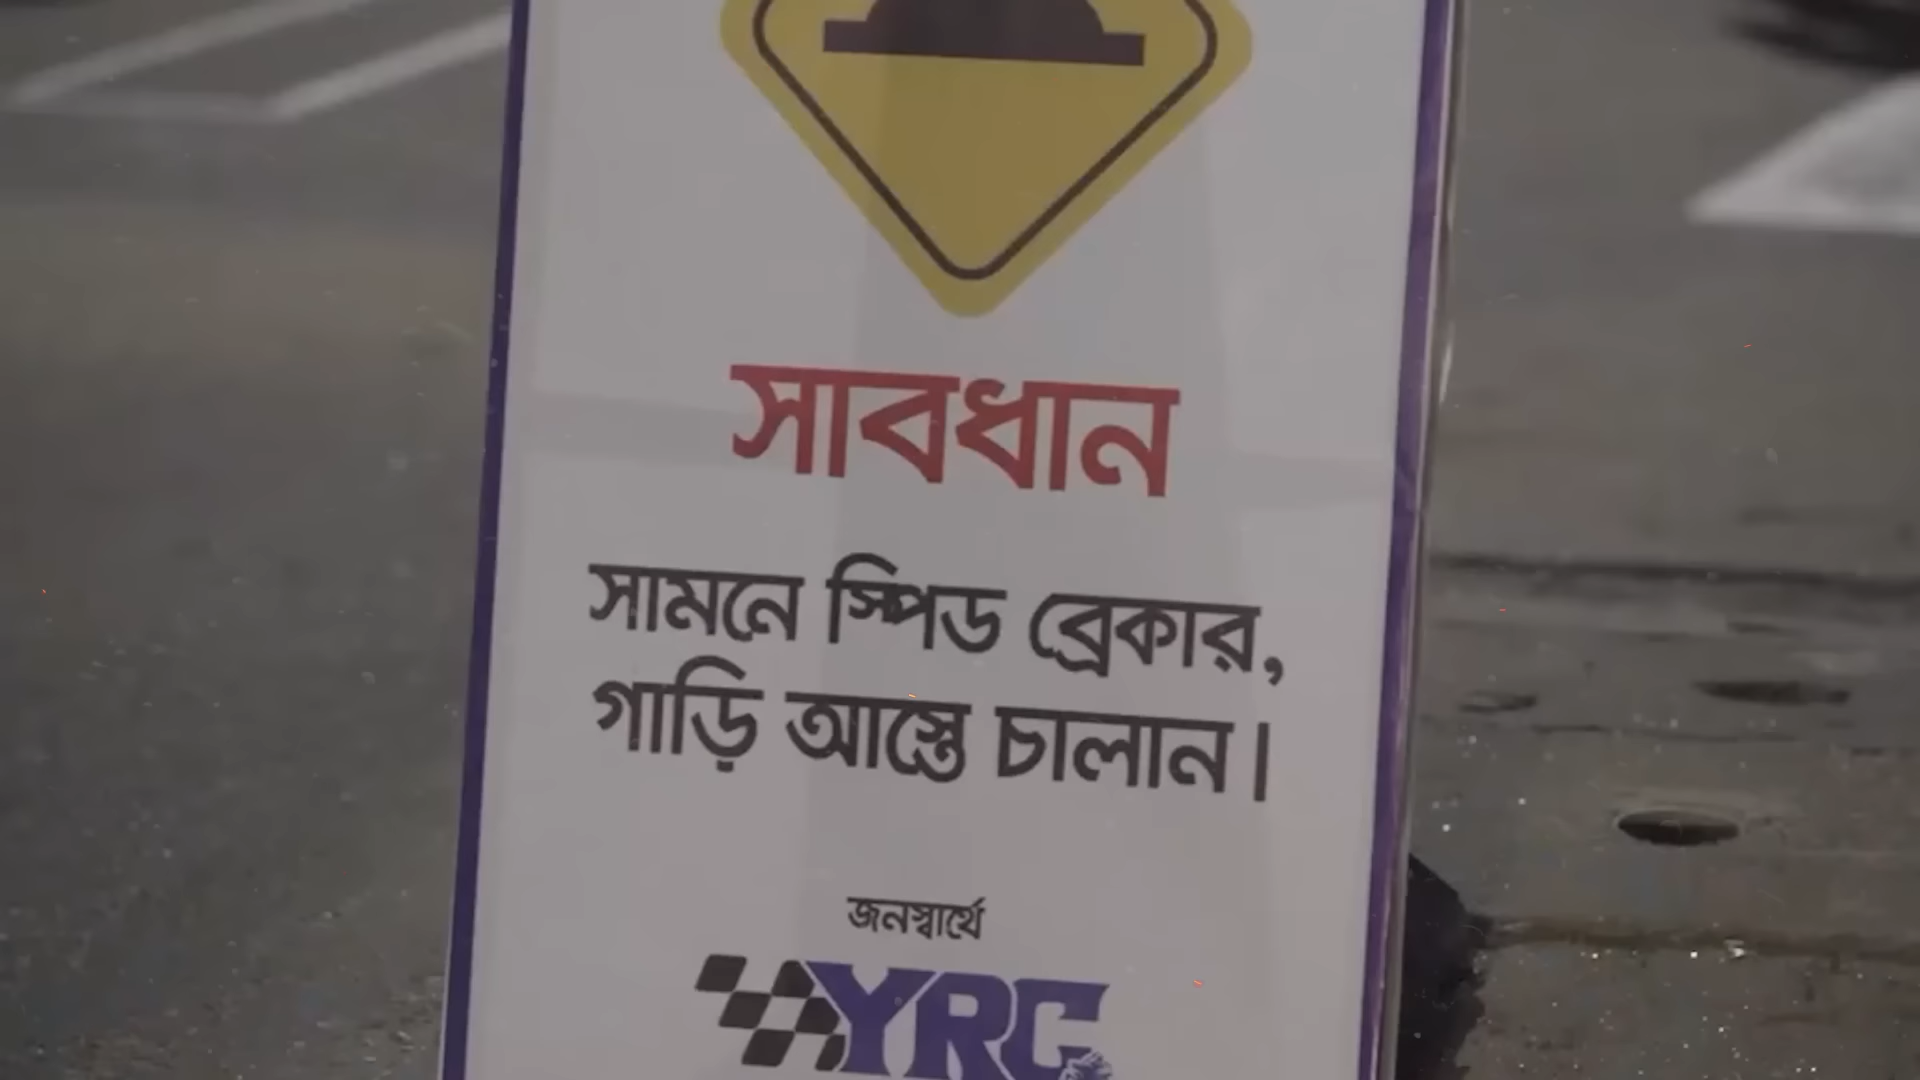 সাবধান
সামনে স্পিড ব্রেকার,
গাড়ি আস্তে চালান।
জনস্বার্থে
YRC